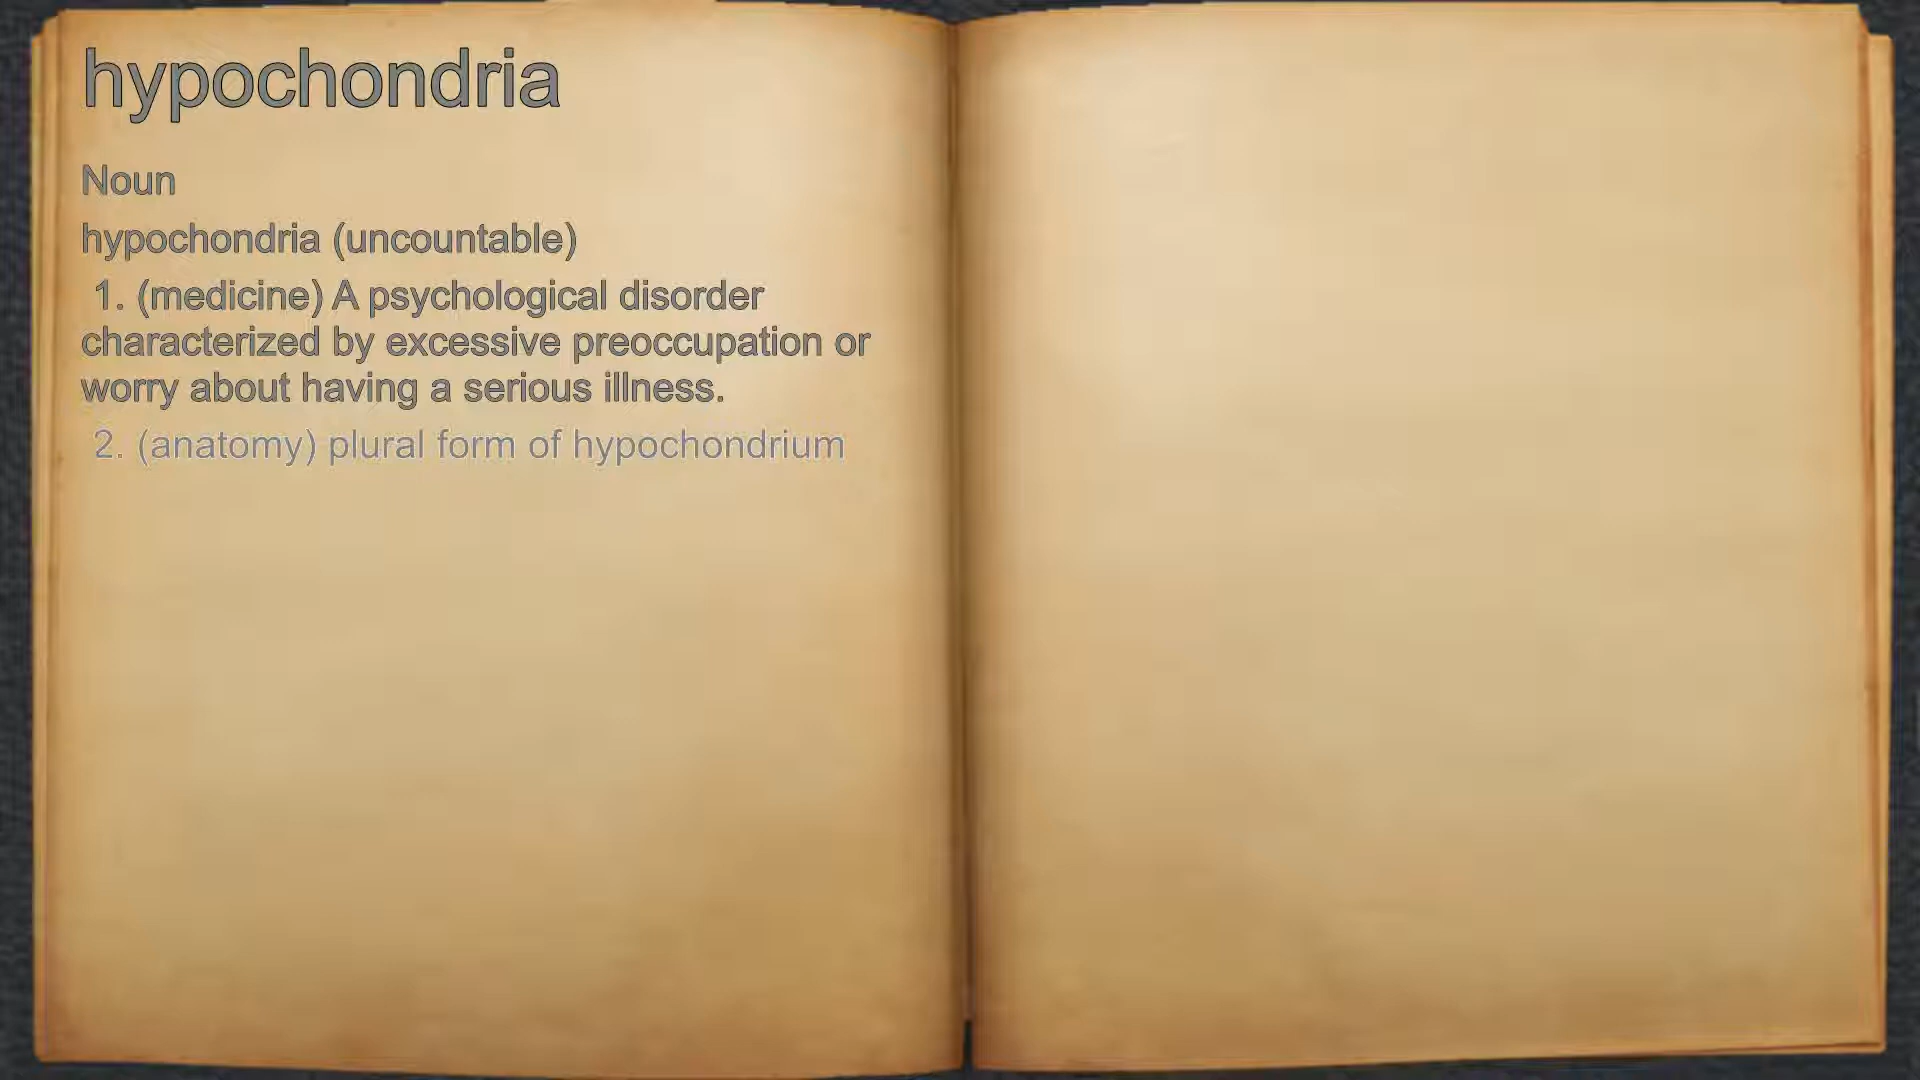 hypochondria
Noun
hypochondria (uncountable)
1. (medicine) A psychological disorder
characterized by excessive preoccupation or
worry about having a serious illness.
2. (anatomy) plural form of hypochondrium